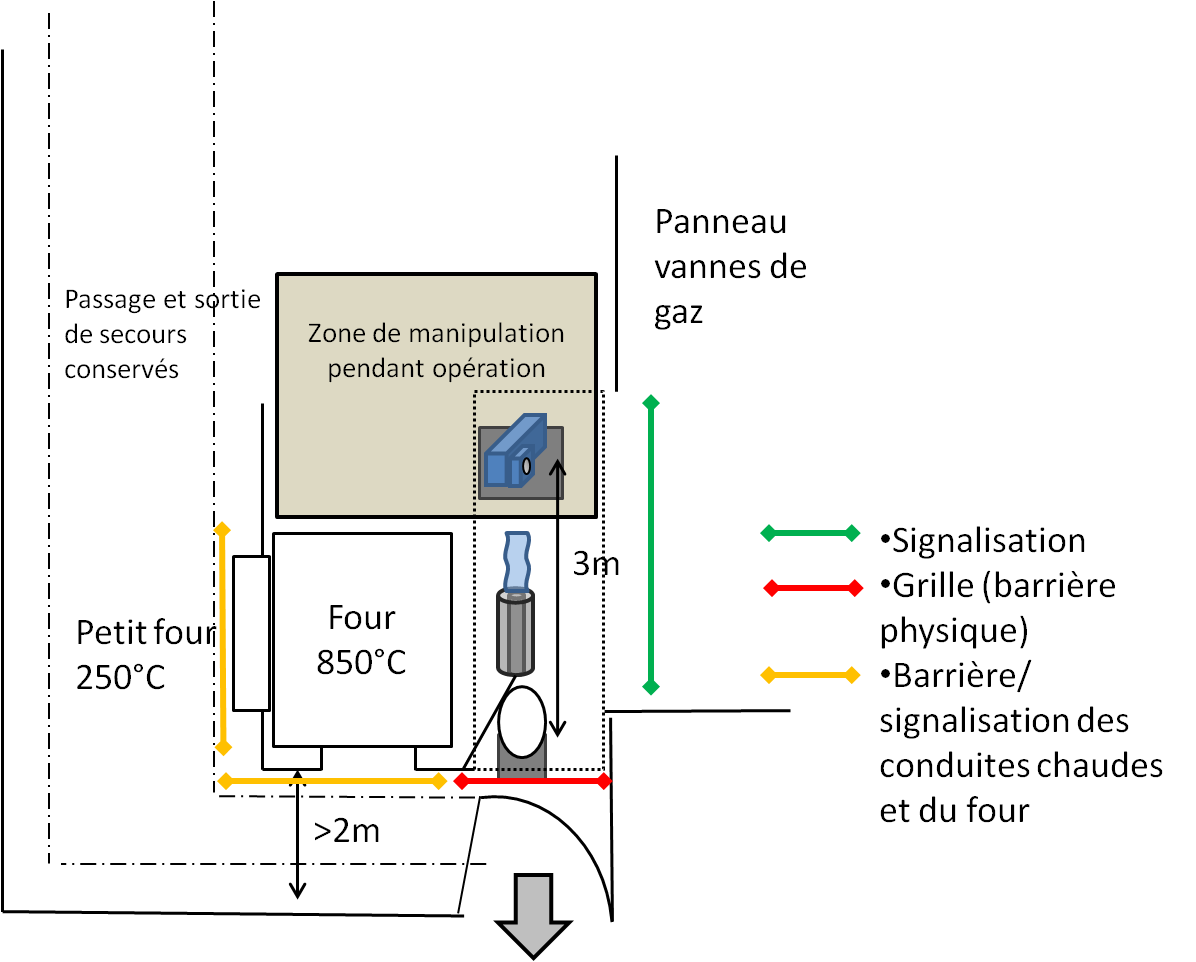 Panneau
vannes de
gaz
Passage et sortie
de secours
conservés
Zone de manipulation
pendant opération
3m
Petit four
250°C
Four
850°C
>2m
•Signalisation
•Grille (barrière
physique)
•Barrière/
signalisation des
conduites chaudes
et du four